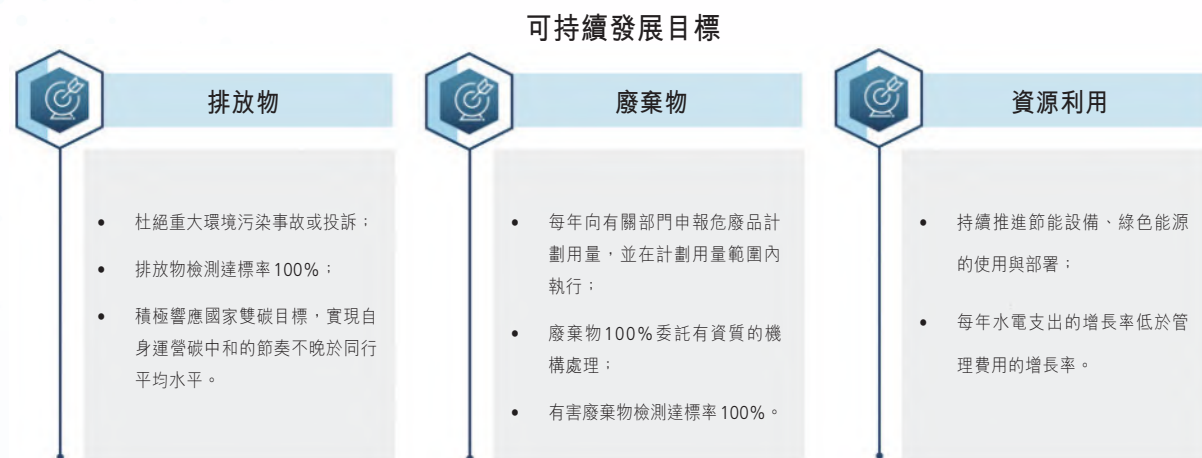 可持續發展目標
排放物
• 杜絕重大環境污染事故或投訴；
• 排放物檢測達標率100%；
• 積極響應國家雙碳目標，實現自
身運營碳中和的節奏不晚於同行
平均水平。
廢棄物
• 每年向有關部門申報危廢品計
劃用量，並在計劃用量範圍內
執行；
• 廢棄物100%委託有資質的機
構處理；
• 有害廢棄物檢測達標率100%。
資源利用
• 持續推進節能設備、綠色能源
的使用與部署；
• 每年水電支出的增長率低於管
理費用的增長率。